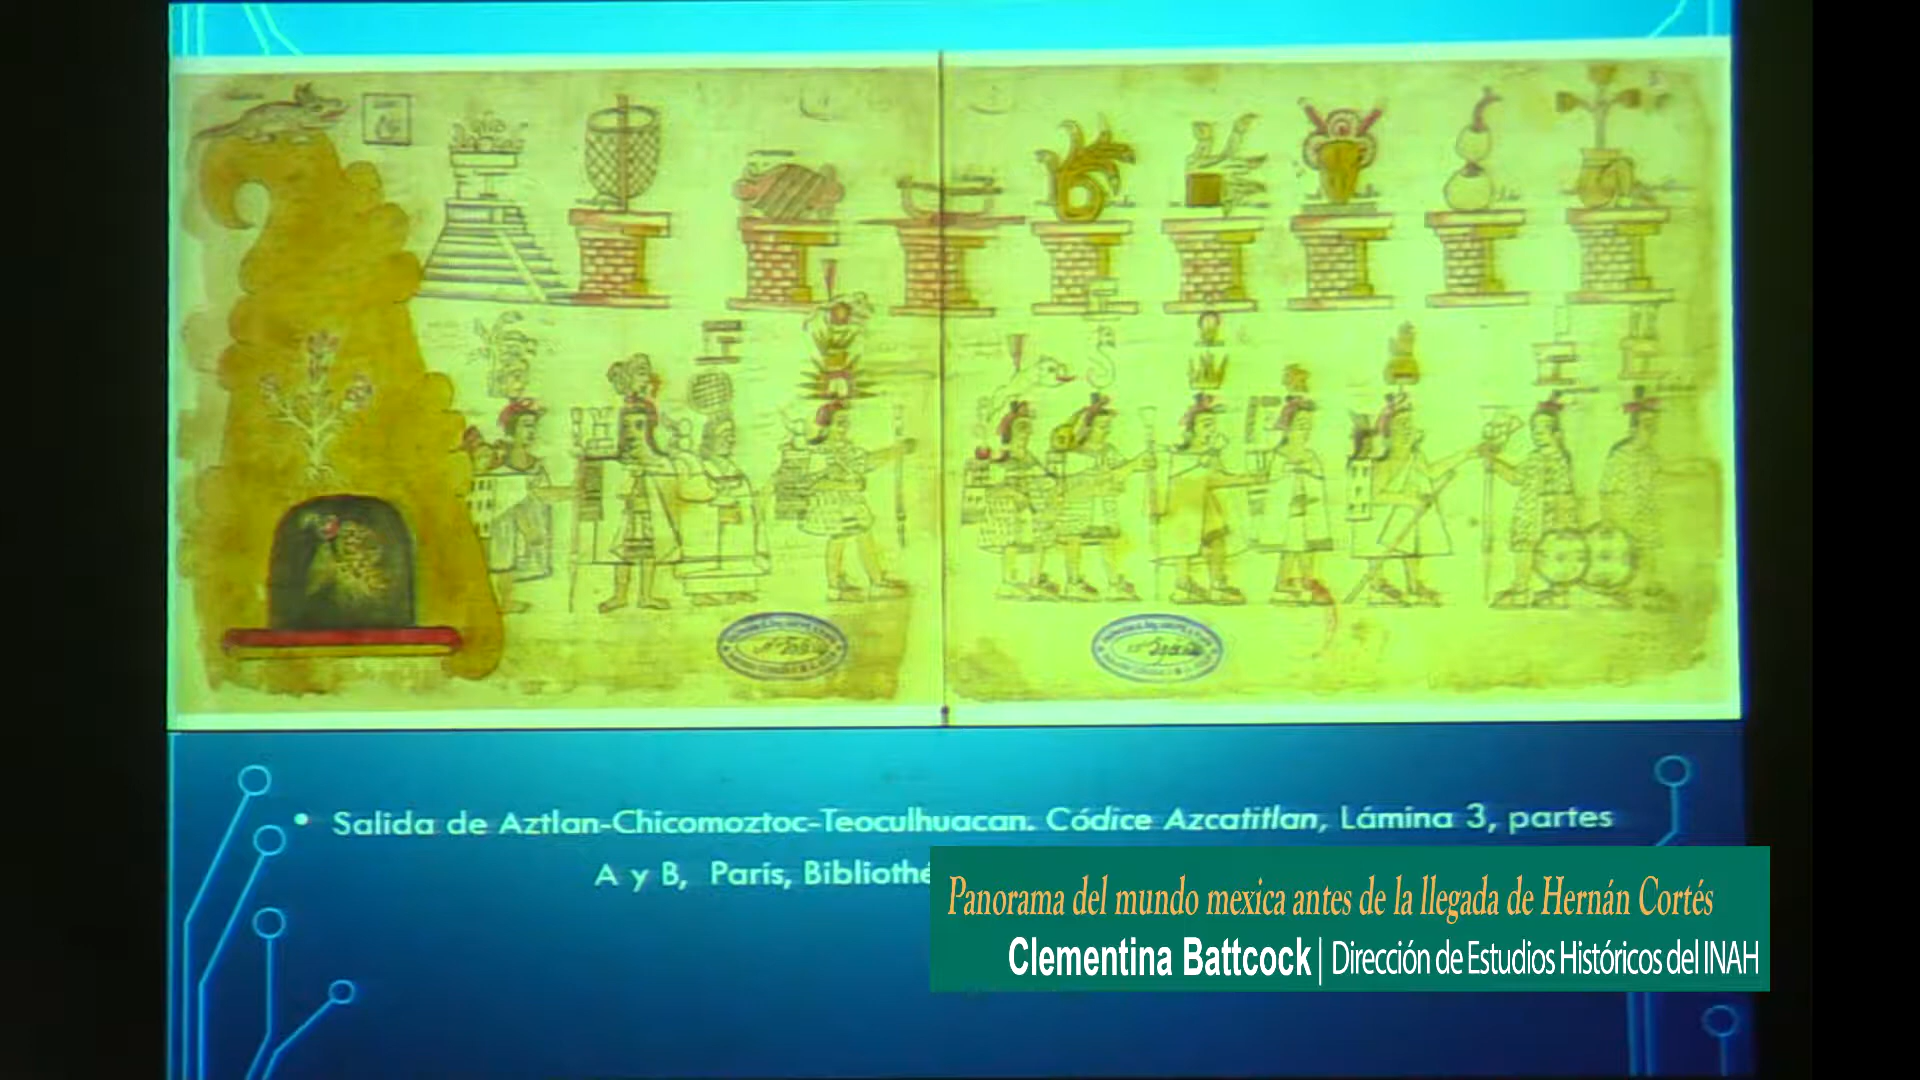 • Salida de Aztlan-Chicomoztoc-Teoculhuacan. Códice Azcatitlan, Lámina 3, partes
A y B, París, Bibliothé
Panorama del mundo mexica antes de la llegada de Hernán Cortés
Clementina Battcock | Dirección de Estudios Históricos del INAH